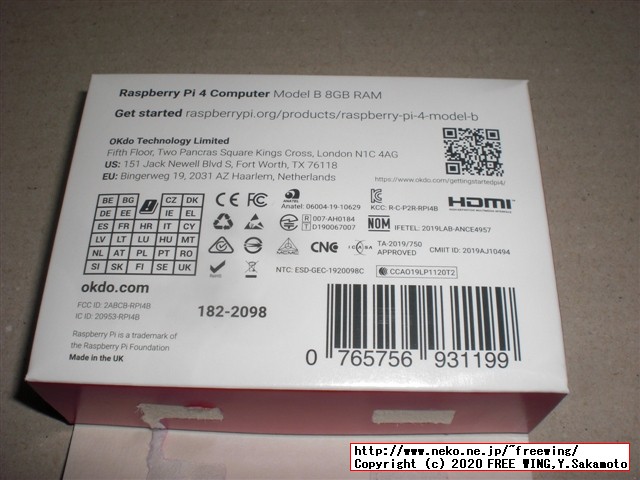 Raspberry Pi 4 Computer Model B 8GB RAM
Get started raspberrypi.org/products/raspberry-pi-4-model-b
OKdo Technology Limited
Fifth Floor, Two Pancras Square Kings Cross, London N1C 4AG
US: 151 Jack Newell Blvd S, Fort Worth, TX 76118
EU: Bingerweg 19, 2031 AZ Haarlem, Netherlands
https://www.okdo.com/gettingstartedpi4/
BE BG CZ DK
DE EE IE EL
ES FR HR IT CY
LV LT LU HU MT
NL AT PL PT RO
SI SK FI SE UK
CE FC
ANATEL
Anatel: 06004-19-10629
KCC: R-C-P2R-RPI4B
HDMI
R 007-AH0184
T D190067007
NOM IFETEL: 2019LAB-ANCE4957
RoHS
CNC
ICASA
TA-2019/750
APPROVED
CMIIT ID: 2019AJ10494
NTC: ESD-GEC-1920098C
CCAO19LP1120T2
okdo.com
FCC ID: 2ABCB-RPI4B
IC ID: 20953-RPI4B
182-2098
Raspberry Pi is a trademark of
the Raspberry Pi Foundation
Made in the UK
0 765756 931199
http://www.neko.ne.jp/~freewing/
Copyright (c) 2020 FREE WING,Y.Sakamoto